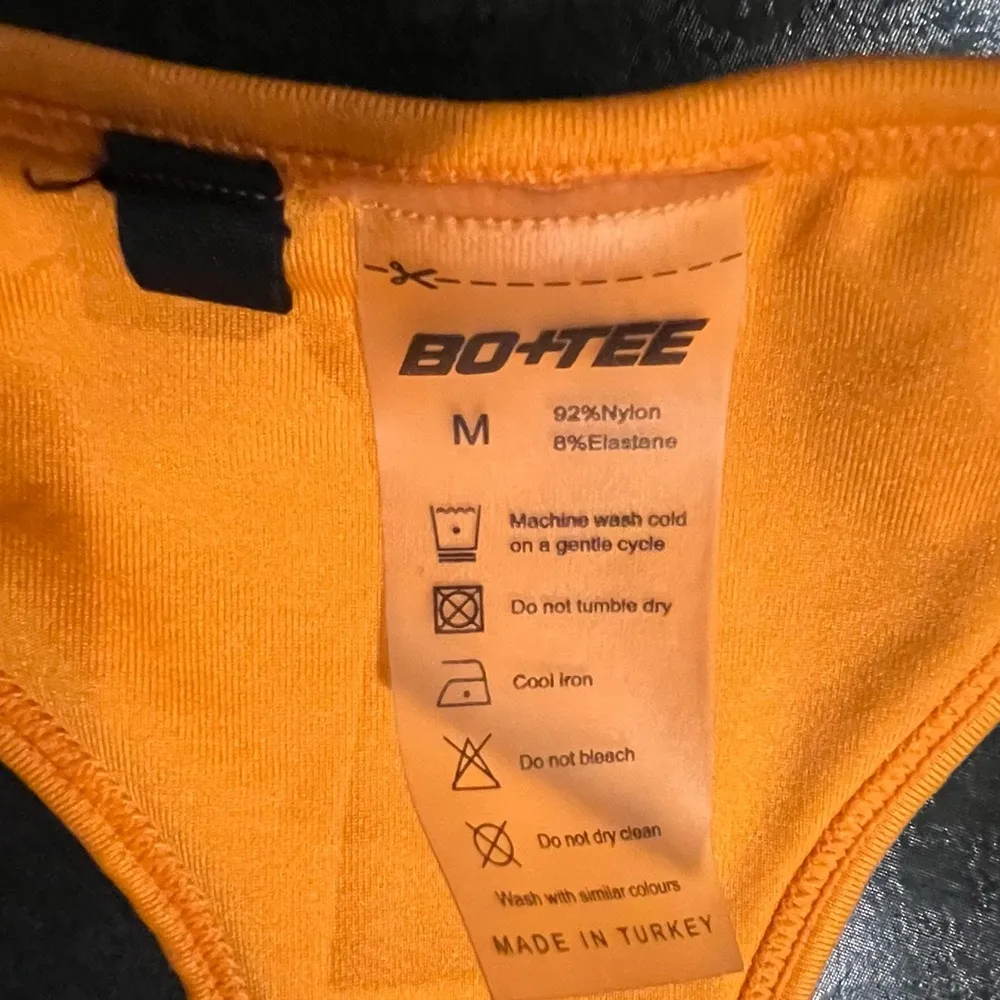 BO+TEE
M
92%Nylon
8%Elastane
Machine wash cold
on a gentle cycle
Do not tumble dry
Cool iron
Do not bleach
Do not dry clean
Wash with similar colours
MADE IN TURKEY